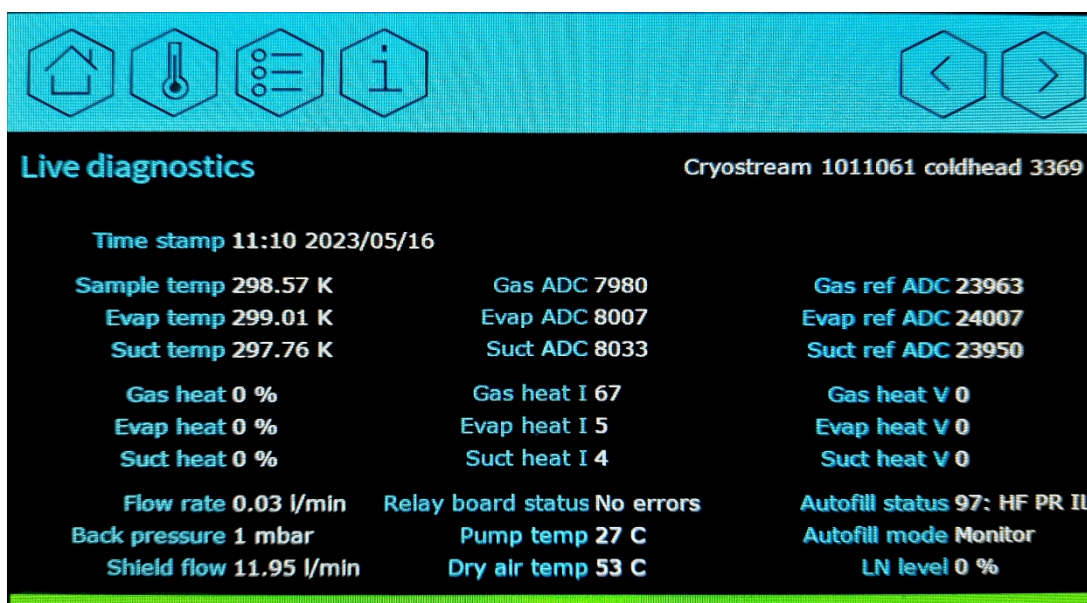 Live diagnostics
Cryostream 1011061 coldhead 3369
Time stamp 11:10 2023/05/16
Sample temp 298.57 K Gas ADC 7980 Gas ref ADC 23963
Evap temp 299.01 K Evap ADC 8007 Evap ref ADC 24007
Suct temp 297.76 K Suct ADC 8033 Suct ref ADC 23950
Gas heat 0 % Gas heat I 67 Gas heat V 0
Evap heat 0 % Evap heat I 5 Evap heat V 0
Suct heat 0 % Suct heat I 4 Suct heat V 0
Flow rate 0.03 l/min Relay board status No errors Autofill status 97: HF PR
Back pressure 1 mbar Pump temp 27 C Autofill mode Monitor
Shield flow 11.95 l/min Dry air temp 53 C LN level 0 %